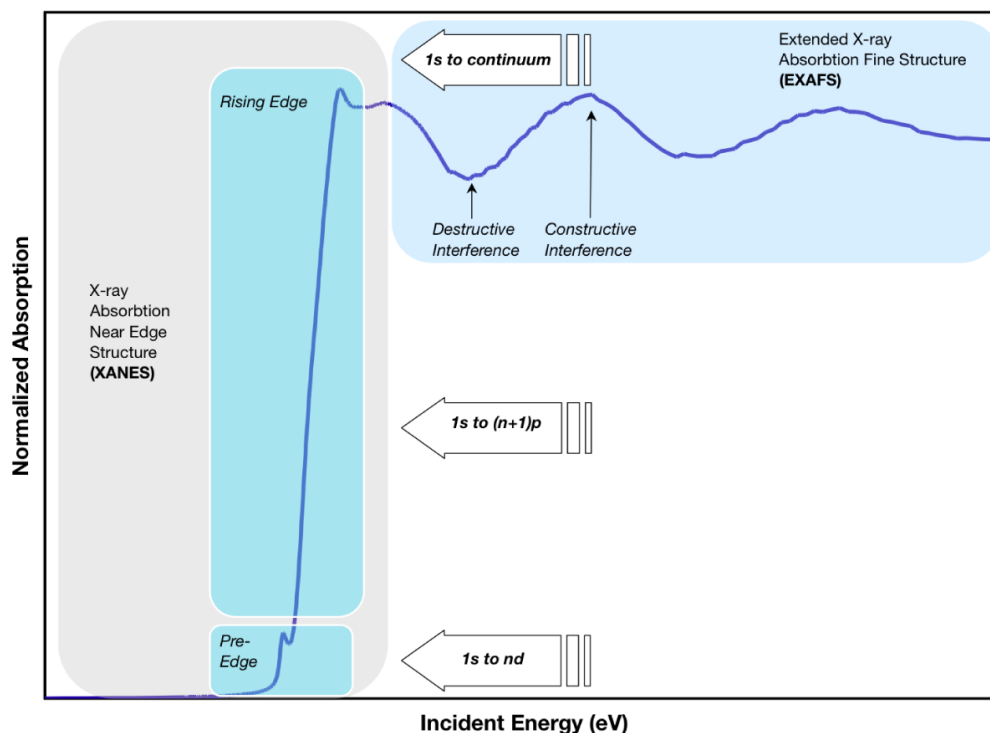 1s to continuum
Extended X-ray
Absorbtion Fine Structure
(EXAFS)
Rising Edge
Destructive
Interference
Constructive
Interference
X-ray
Absorbtion
Near Edge
Structure
(XANES)
1s to (n+1)p
Pre-
Edge
1s to nd
Normalized Absorption
Incident Energy (eV)